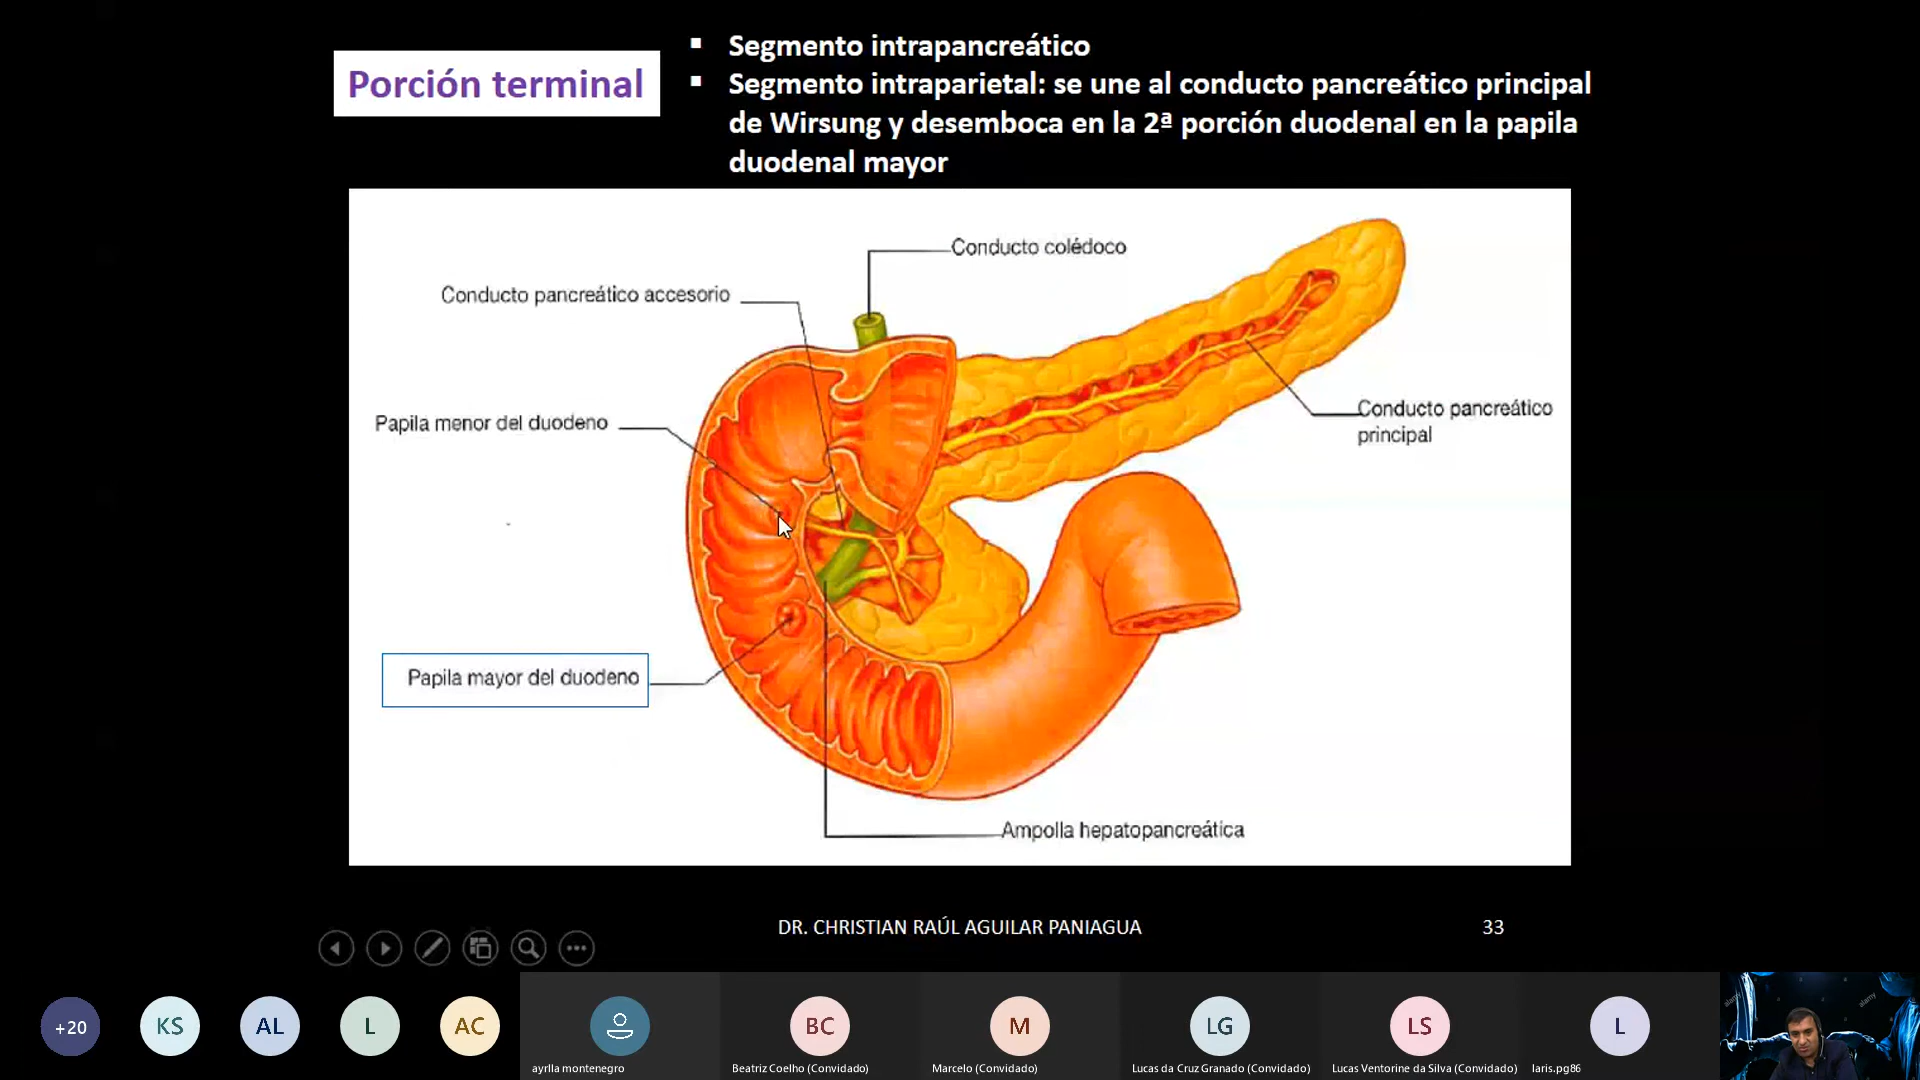 Porción terminal
▪ Segmento intrapancreático
▪ Segmento intraparietal: se une al conducto pancreático principal
de Wirsung y desemboca en la 2ª porción duodenal en la papila
duodenal mayor
Conducto colédoco
Conducto pancreático accesorio
Papila menor del duodeno
Conducto pancreático
principal
Papila mayor del duodeno
Ampolla hepatopancreática
DR. CHRISTIAN RAÚL AGUILAR PANIAGUA
33
+20
KS
AL
L
AC
BC
M
LG
LS
L
ayrlla montenegro
Beatriz Coelho (Convidado)
Marcelo (Convidado)
Lucas da Cruz Granado (Convidado)
Lucas Ventorine da Silva (Convidado)
laris.pg86
alamy
alamy